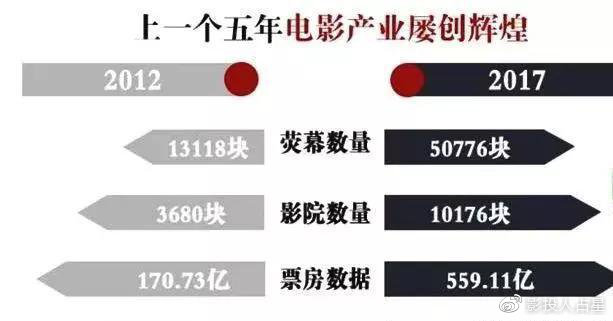 上一个五年电影产业屡创辉煌
2012 2017
13118块 荧幕数量 50776块
3680块 影院数量 10176块
170.73亿 票房数据 559.11亿
影投人占星